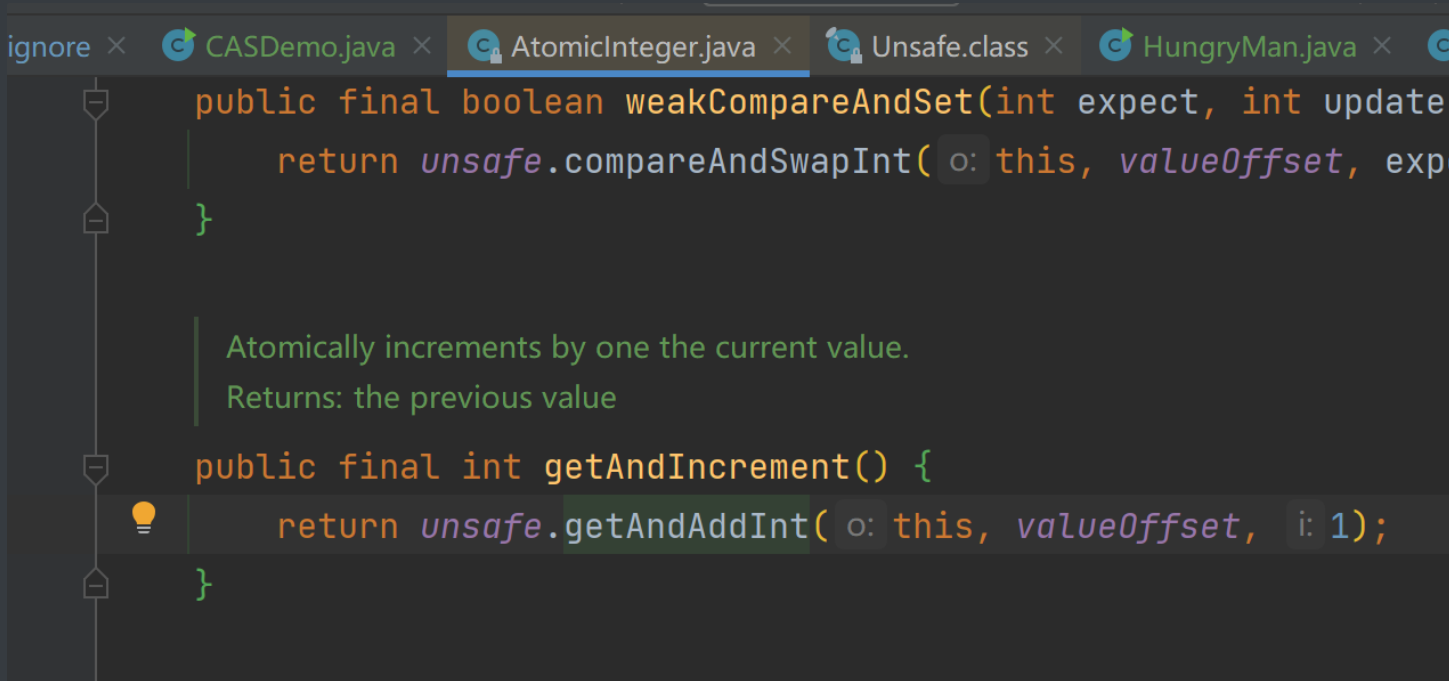 ignore CASDemo.java AtomicInteger.java Unsafe.class HungryMan.java
public final boolean weakCompareAndSet(int expect, int update
return unsafe.compareAndSwapInt( o: this, valueOffset, exp
}
Atomically increments by one the current value.
Returns: the previous value
public final int getAndIncrement() {
return unsafe.getAndAddInt( o: this, valueOffset, i: 1);
}